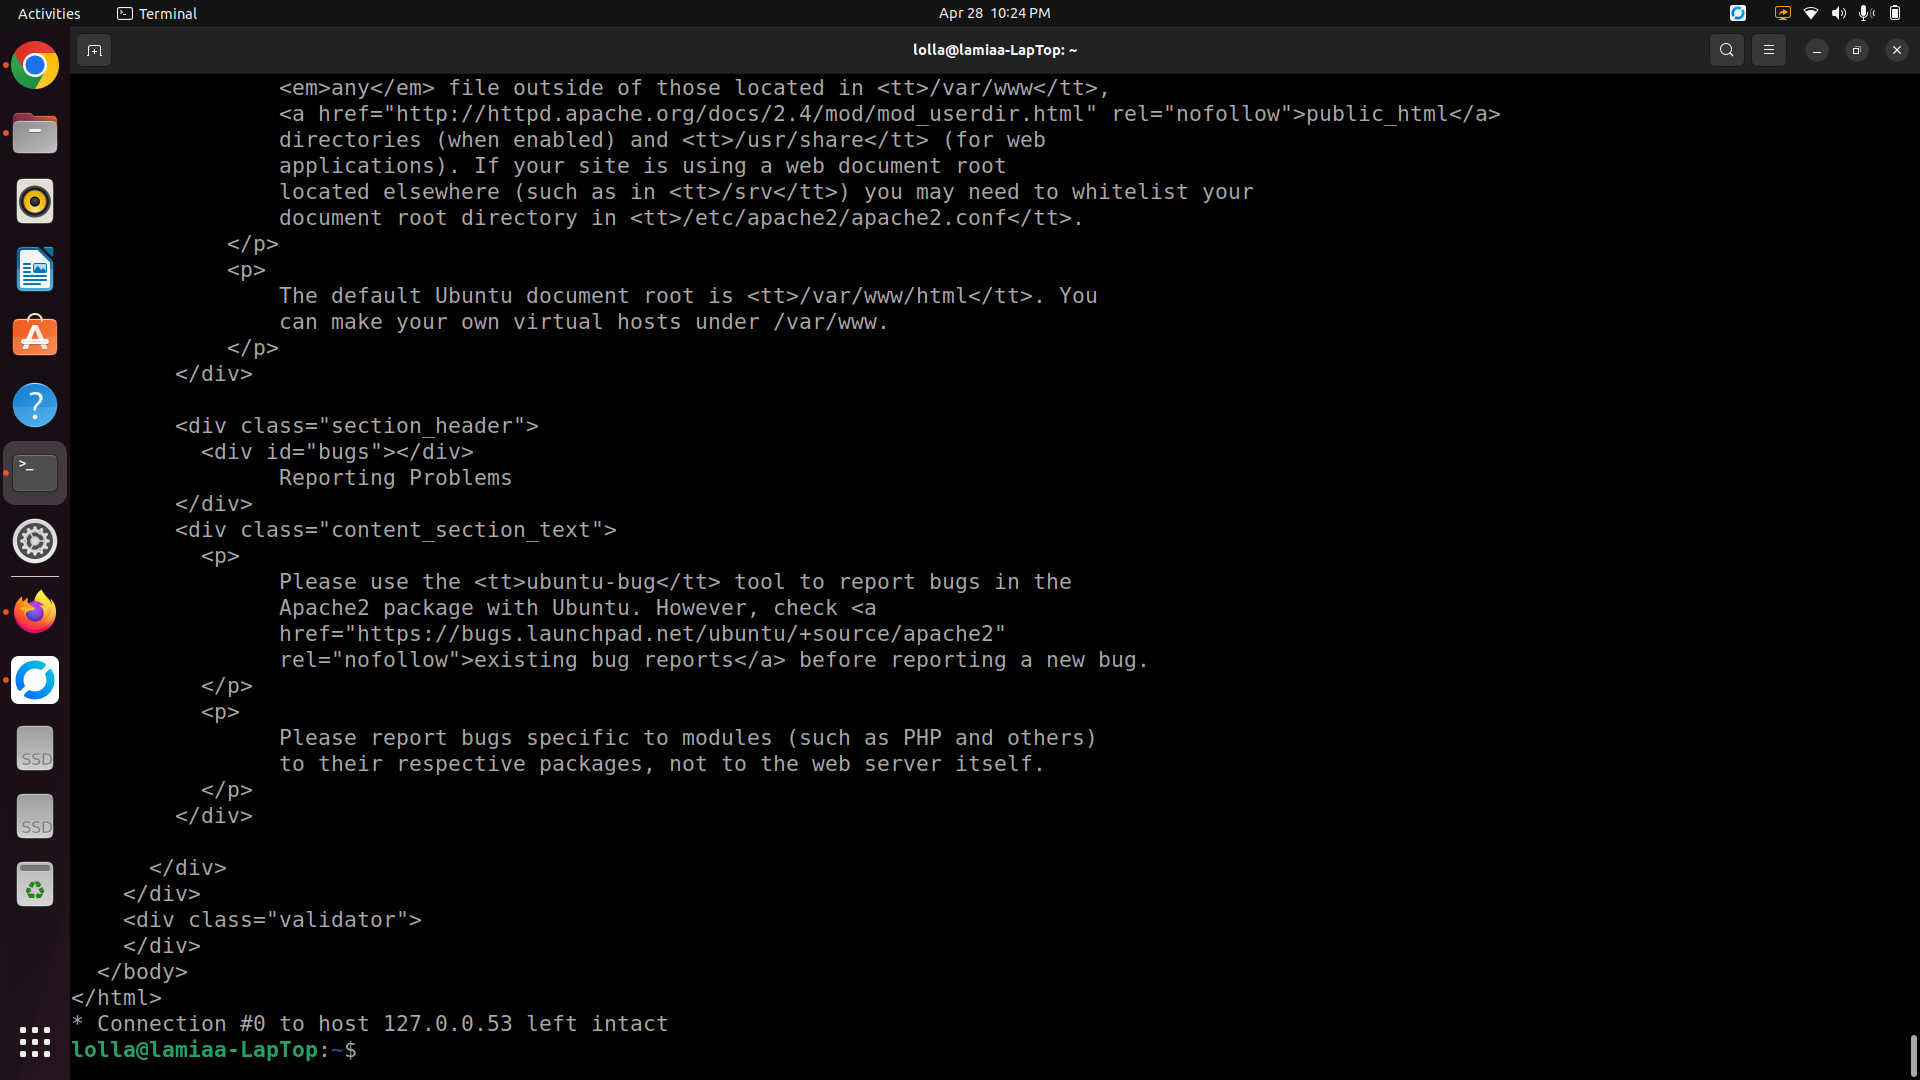 Activities
Terminal
Apr 28 10:24 PM
lolla@lamiaa-LapTop: ~
<em>any</em> file outside of those located in <tt>/var/www</tt>,
<a href="http://httpd.apache.org/docs/2.4/mod/mod_userdir.html" rel="nofollow">public_html</a>
directories (when enabled) and <tt>/usr/share</tt> (for web
applications). If your site is using a web document root
located elsewhere (such as in <tt>/srv</tt>) you may need to whitelist your
document root directory in <tt>/etc/apache2/apache2.conf</tt>.
</p>
<p>
The default Ubuntu document root is <tt>/var/www/html</tt>. You
can make your own virtual hosts under /var/www.
</p>
</div>
<div class="section_header">
<div id="bugs"></div>
Reporting Problems
</div>
<div class="content_section_text">
<p>
Please use the <tt>ubuntu-bug</tt> tool to report bugs in the
Apache2 package with Ubuntu. However, check <a
href="https://bugs.launchpad.net/ubuntu/+source/apache2"
rel="nofollow">existing bug reports</a> before reporting a new bug.
</p>
<p>
Please report bugs specific to modules (such as PHP and others)
to their respective packages, not to the web server itself.
</p>
</div>
</div>
</div>
<div class="validator">
</div>
</body>
</html>
* Connection #0 to host 127.0.0.53 left intact
lolla@lamiaa-LapTop:~$
SSD
SSD